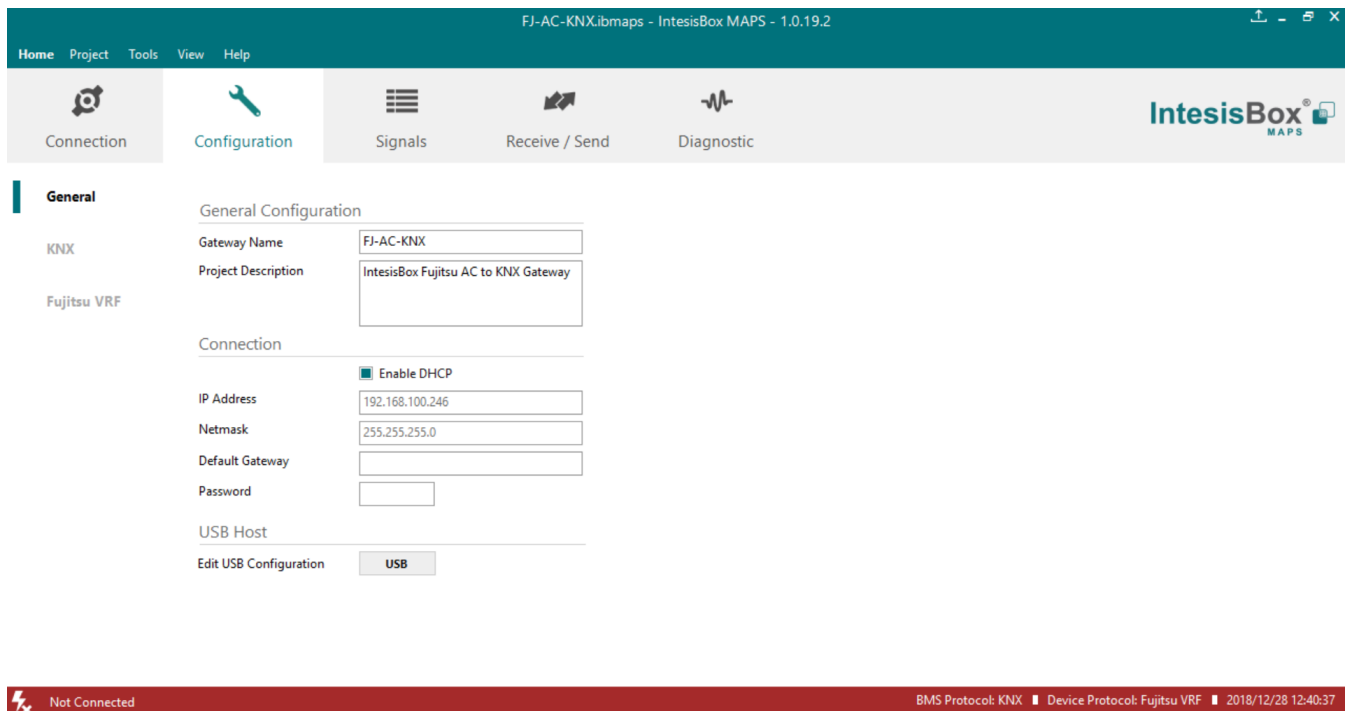 FJ-AC-KNX.ibmaps - IntesisBox MAPS - 1.0.19.2
Home Project Tools View Help
Connection Configuration Signals Receive / Send Diagnostic
IntesisBox®
MAPS
General
KNX
Fujitsu VRF
General Configuration
Gateway Name FJ-AC-KNX
Project Description IntesisBox Fujitsu AC to KNX Gateway
Connection
Enable DHCP
IP Address 192.168.100.246
Netmask 255.255.255.0
Default Gateway
Password
USB Host
Edit USB Configuration USB
Not Connected BMS Protocol: KNX Device Protocol: Fujitsu VRF 2018/12/28 12:40:37